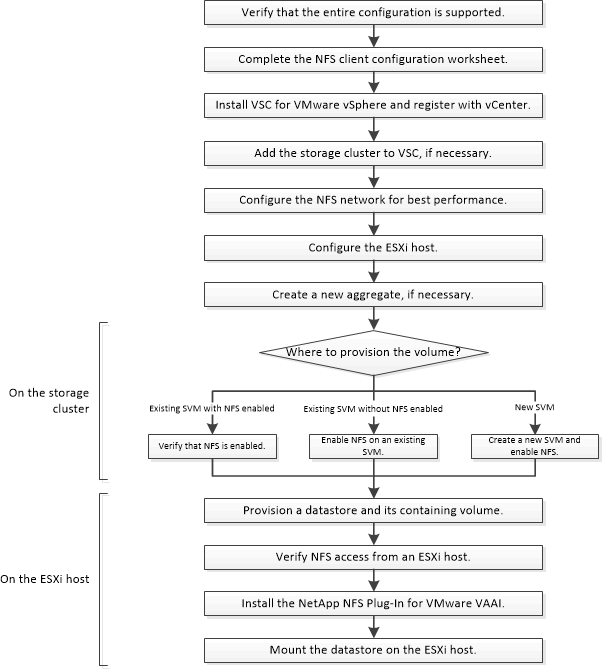 Verify that the entire configuration is supported.
Complete the NFS client configuration worksheet.
Install VSC for VMware vSphere and register with vCenter.
Add the storage cluster to VSC, if necessary.
Configure the NFS network for best performance.
Configure the ESXi host.
Create a new aggregate, if necessary.
On the storage
cluster
Where to provision the volume?
Existing SVM with NFS enabled
Existing SVM without NFS enabled
New SVM
Verify that NFS is enabled.
Enable NFS on an existing
SVM.
Create a new SVM and
enable NFS.
On the ESXi host
Provision a datastore and its containing volume.
Verify NFS access from an ESXi host.
Install the NetApp NFS Plug-In for VMware VAAI.
Mount the datastore on the ESXi host.